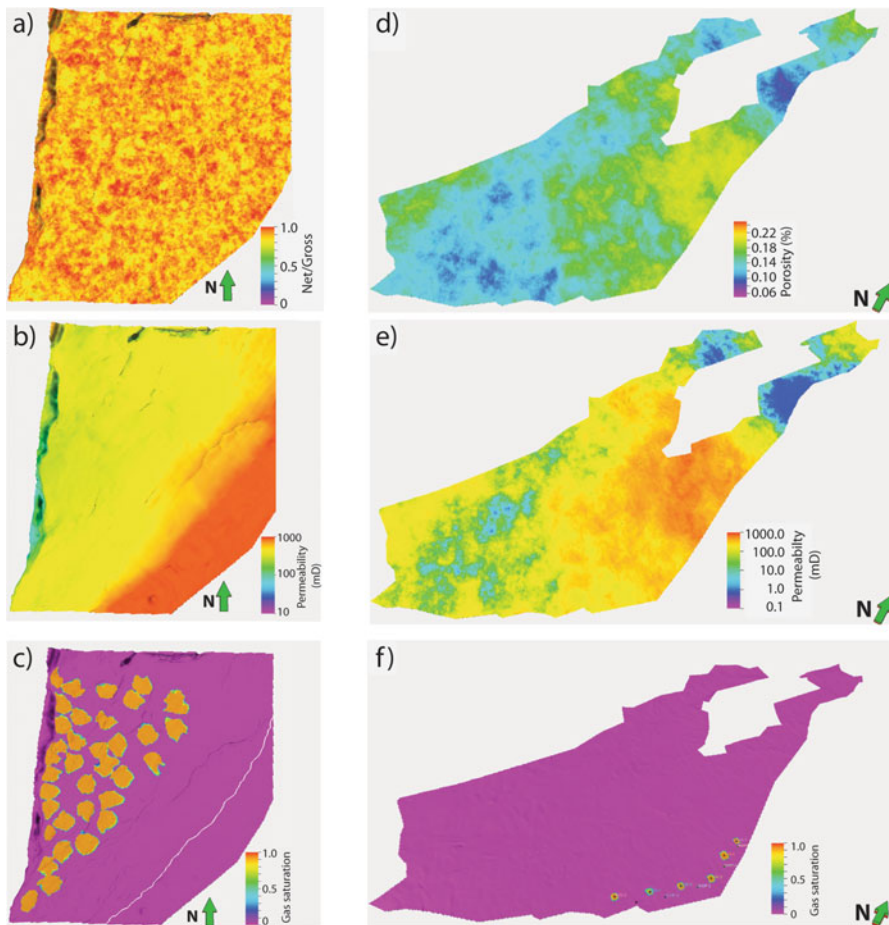 a)
1.0
0.5
0
Net/Gross
N
b)
1000
100
10
Permeability
(mD)
N
c)
1.0
0.5
0
Gas saturation
N
d)
0.22
0.18
0.14
0.10
0.06
Porosity (%)
N
e)
1000.0
100.0
10.0
1.0
0.1
Permeabilty
(mD)
N
f)
1.0
0.5
0
Gas saturation
N